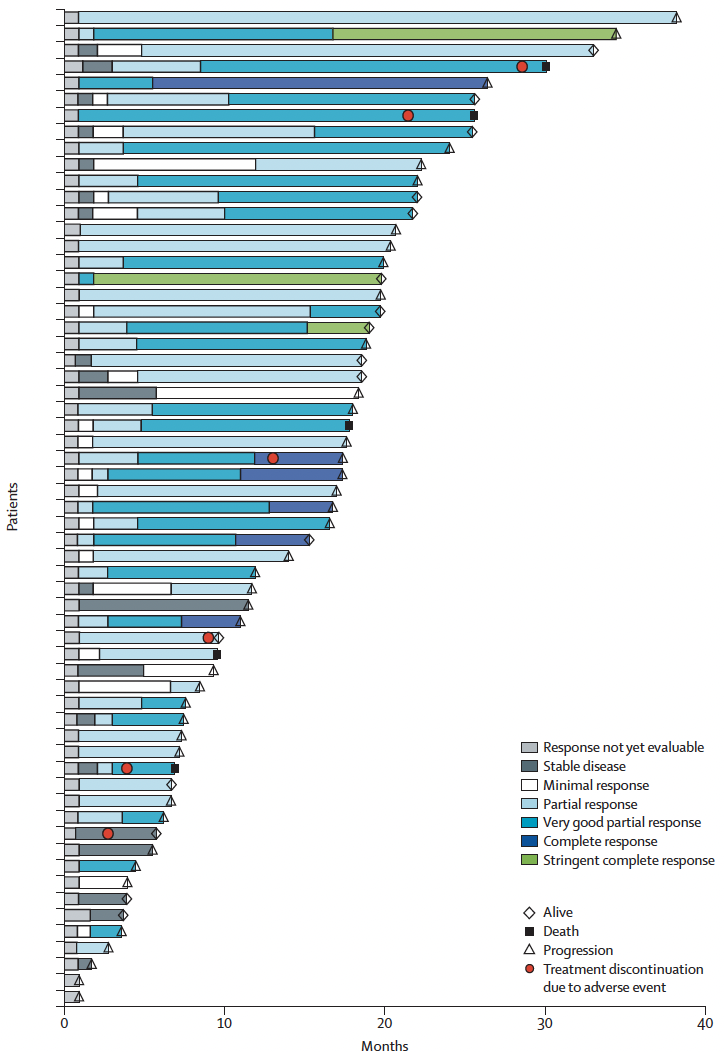 Patients
Response not yet evaluable
Stable disease
Minimal response
Partial response
Very good partial response
Complete response
Stringent complete response
Alive
Death
Progression
Treatment discontinuation
due to adverse event
0 10 20 30 40
Months